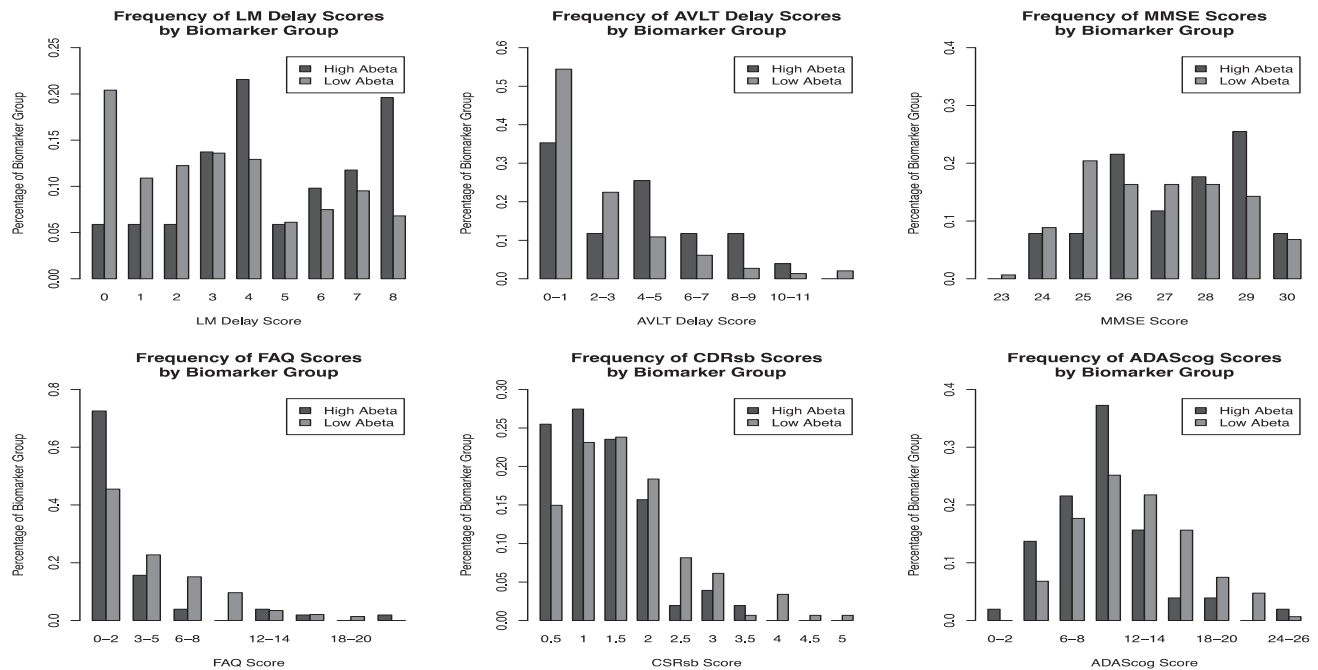 Frequency of LM Delay Scores
by Biomarker Group
Percentage of Biomarker Group
0.00 0.05 0.10 0.15 0.20 0.25
High Abeta
Low Abeta
0 1 2 3 4 5 6 7 8
LM Delay Score
Frequency of AVLT Delay Scores
by Biomarker Group
Percentage of Biomarker Group
0.0 0.1 0.2 0.3 0.4 0.5 0.6
High Abeta
Low Abeta
0–1 2–3 4–5 6–7 8–9 10–11
AVLT Delay Score
Frequency of MMSE Scores
by Biomarker Group
Percentage of Biomarker Group
0.0 0.1 0.2 0.3 0.4
High Abeta
Low Abeta
23 24 25 26 27 28 29 30
MMSE Score
Frequency of FAQ Scores
by Biomarker Group
Percentage of Biomarker Group
0.0 0.2 0.4 0.6 0.8
High Abeta
Low Abeta
0–2 3–5 6–8 12–14 18–20
FAQ Score
Frequency of CDRsb Scores
by Biomarker Group
Percentage of Biomarker Group
0.00 0.05 0.10 0.15 0.20 0.25 0.30
High Abeta
Low Abeta
0.5 1 1.5 2 2.5 3 3.5 4 4.5 5
CSRsb Score
Frequency of ADAScog Scores
by Biomarker Group
Percentage of Biomarker Group
0.0 0.1 0.2 0.3 0.4
High Abeta
Low Abeta
0–2 6–8 12–14 18–20 24–26
ADAScog Score